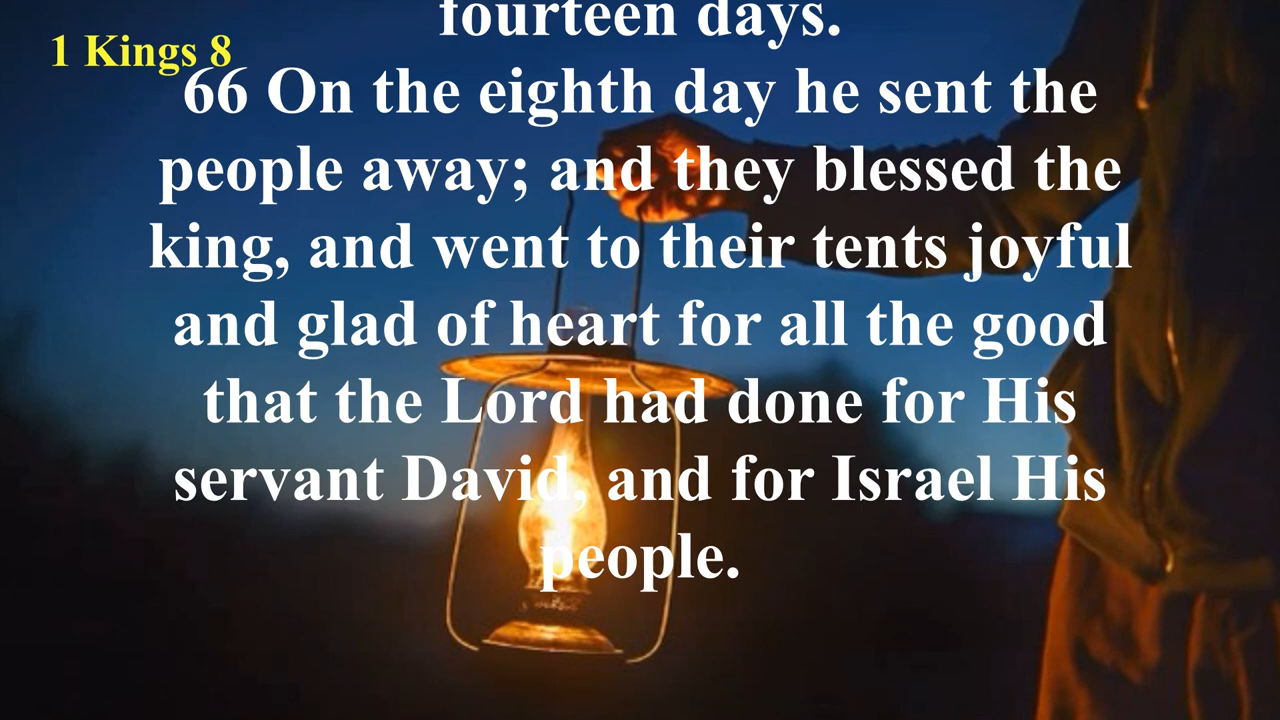 fourteen days.
1 Kings 8
66 On the eighth day he sent the
people away; and they blessed the
king, and went to their tents joyful
and glad of heart for all the good
that the Lord had done for His
servant David, and for Israel His
people.